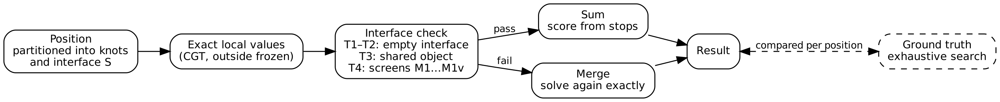 Position
partitioned into knots
and interface S
Exact local values
(CGT, outside frozen)
Interface check
T1–T2: empty interface
T3: shared object
T4: screens M1...M1v
pass
fail
Sum
score from stops
Merge
solve again exactly
Result
compared per position
Ground truth
exhaustive search